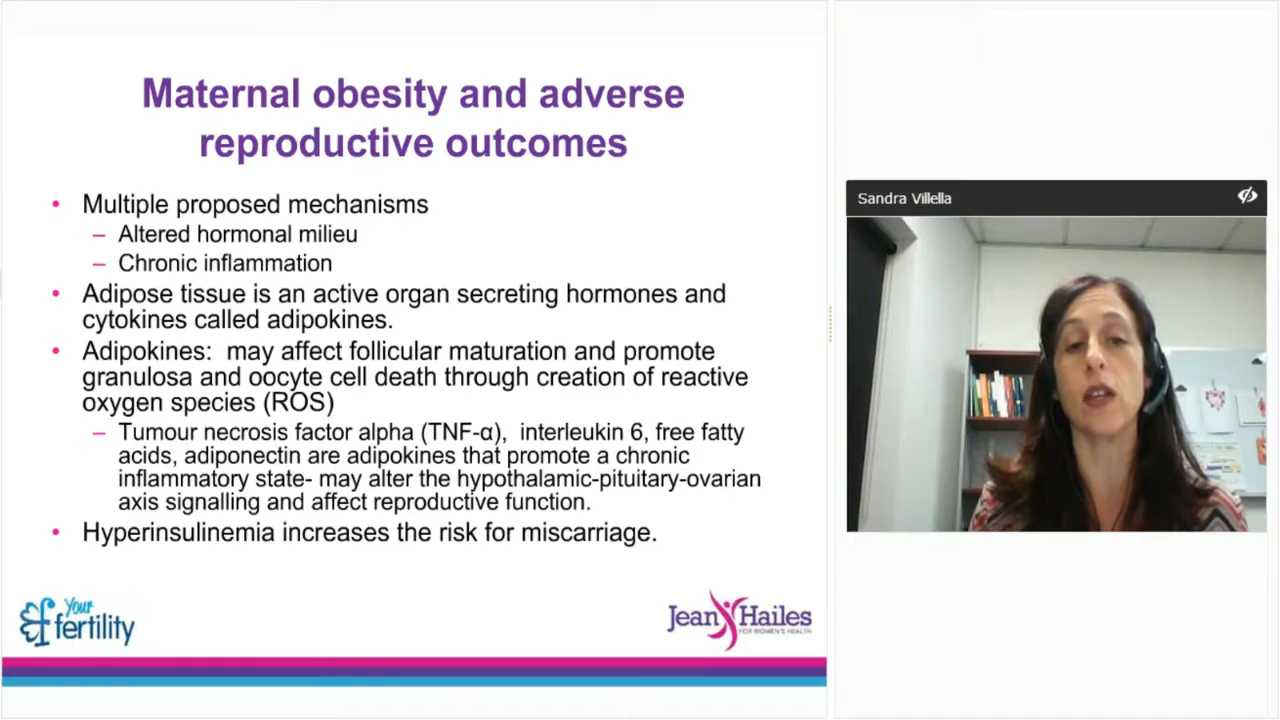 Maternal obesity and adverse
reproductive outcomes
• Multiple proposed mechanisms
– Altered hormonal milieu
– Chronic inflammation
• Adipose tissue is an active organ secreting hormones and
cytokines called adipokines.
• Adipokines: may affect follicular maturation and promote
granulosa and oocyte cell death through creation of reactive
oxygen species (ROS)
– Tumour necrosis factor alpha (TNF-α), interleukin 6, free fatty
acids, adiponectin are adipokines that promote a chronic
inflammatory state- may alter the hypothalamic-pituitary-ovarian
axis signalling and affect reproductive function.
• Hyperinsulinemia increases the risk for miscarriage.
Your
fertility
Jean Hailes
FOR WOMEN'S HEALTH
Sandra Villella